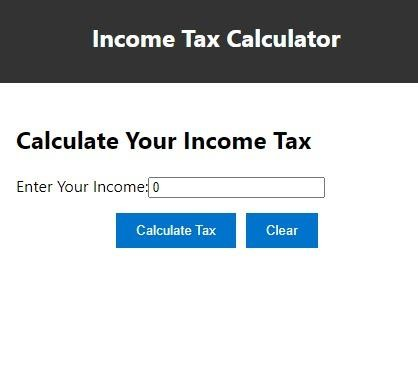 Income Tax Calculator
Calculate Your Income Tax
Enter Your Income: 0
Calculate Tax Clear